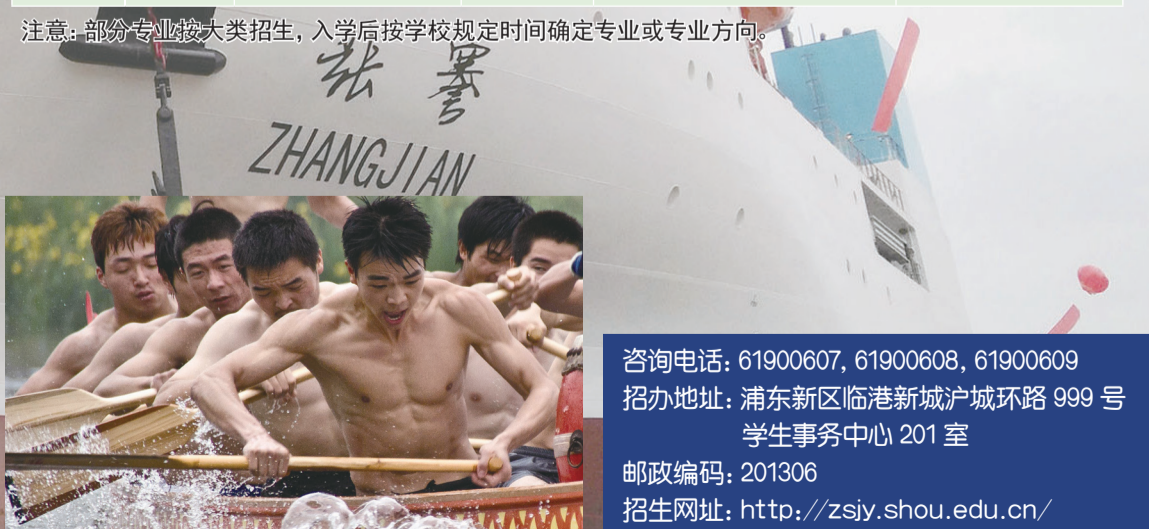 注意：部分专业按大类招生，入学后按学校规定时间确定专业或专业方向。
张謇
ZHANGJIAN
咨询电话：61900607，61900608，61900609
招办地址：浦东新区临港新城沪城环路 999 号
学生事务中心 201 室
邮政编码：201306
招生网址：http://zsjy.shou.edu.cn/